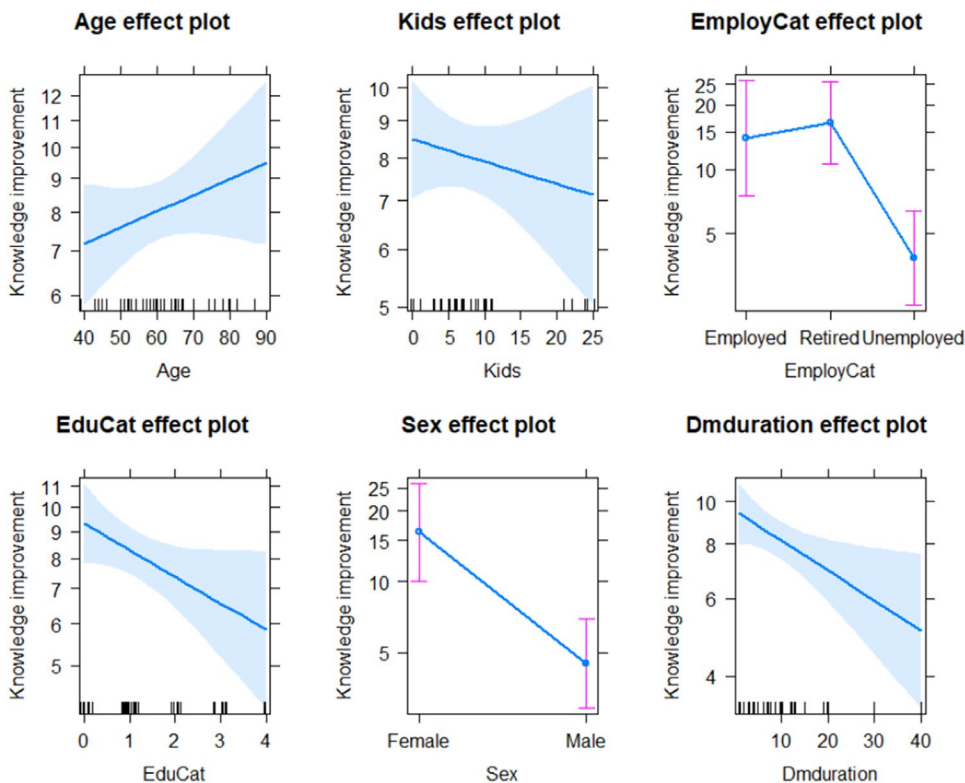 Age effect plot
Knowledge improvement
12
11
10
9
8
7
6
40 50 60 70 80 90
Age
Kids effect plot
Knowledge improvement
10
9
8
7
6
5
0 5 10 15 20 25
Kids
EmployCat effect plot
Knowledge improvement
25
20
15
10
5
Employed Retired Unemployed
EmployCat
EduCat effect plot
Knowledge improvement
11
10
9
8
7
6
5
0 1 2 3 4
EduCat
Sex effect plot
Knowledge improvement
25
20
15
10
5
Female Male
Sex
Dmduration effect plot
Knowledge improvement
10
8
6
4
10 20 30 40
Dmduration